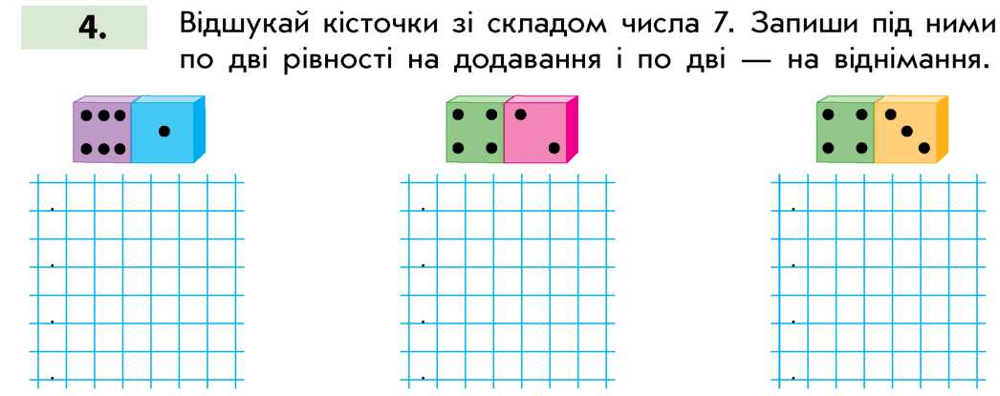 4. Відшукай кісточки зі складом числа 7. Запиши під ними
по дві рівності на додавання і по дві — на віднімання.